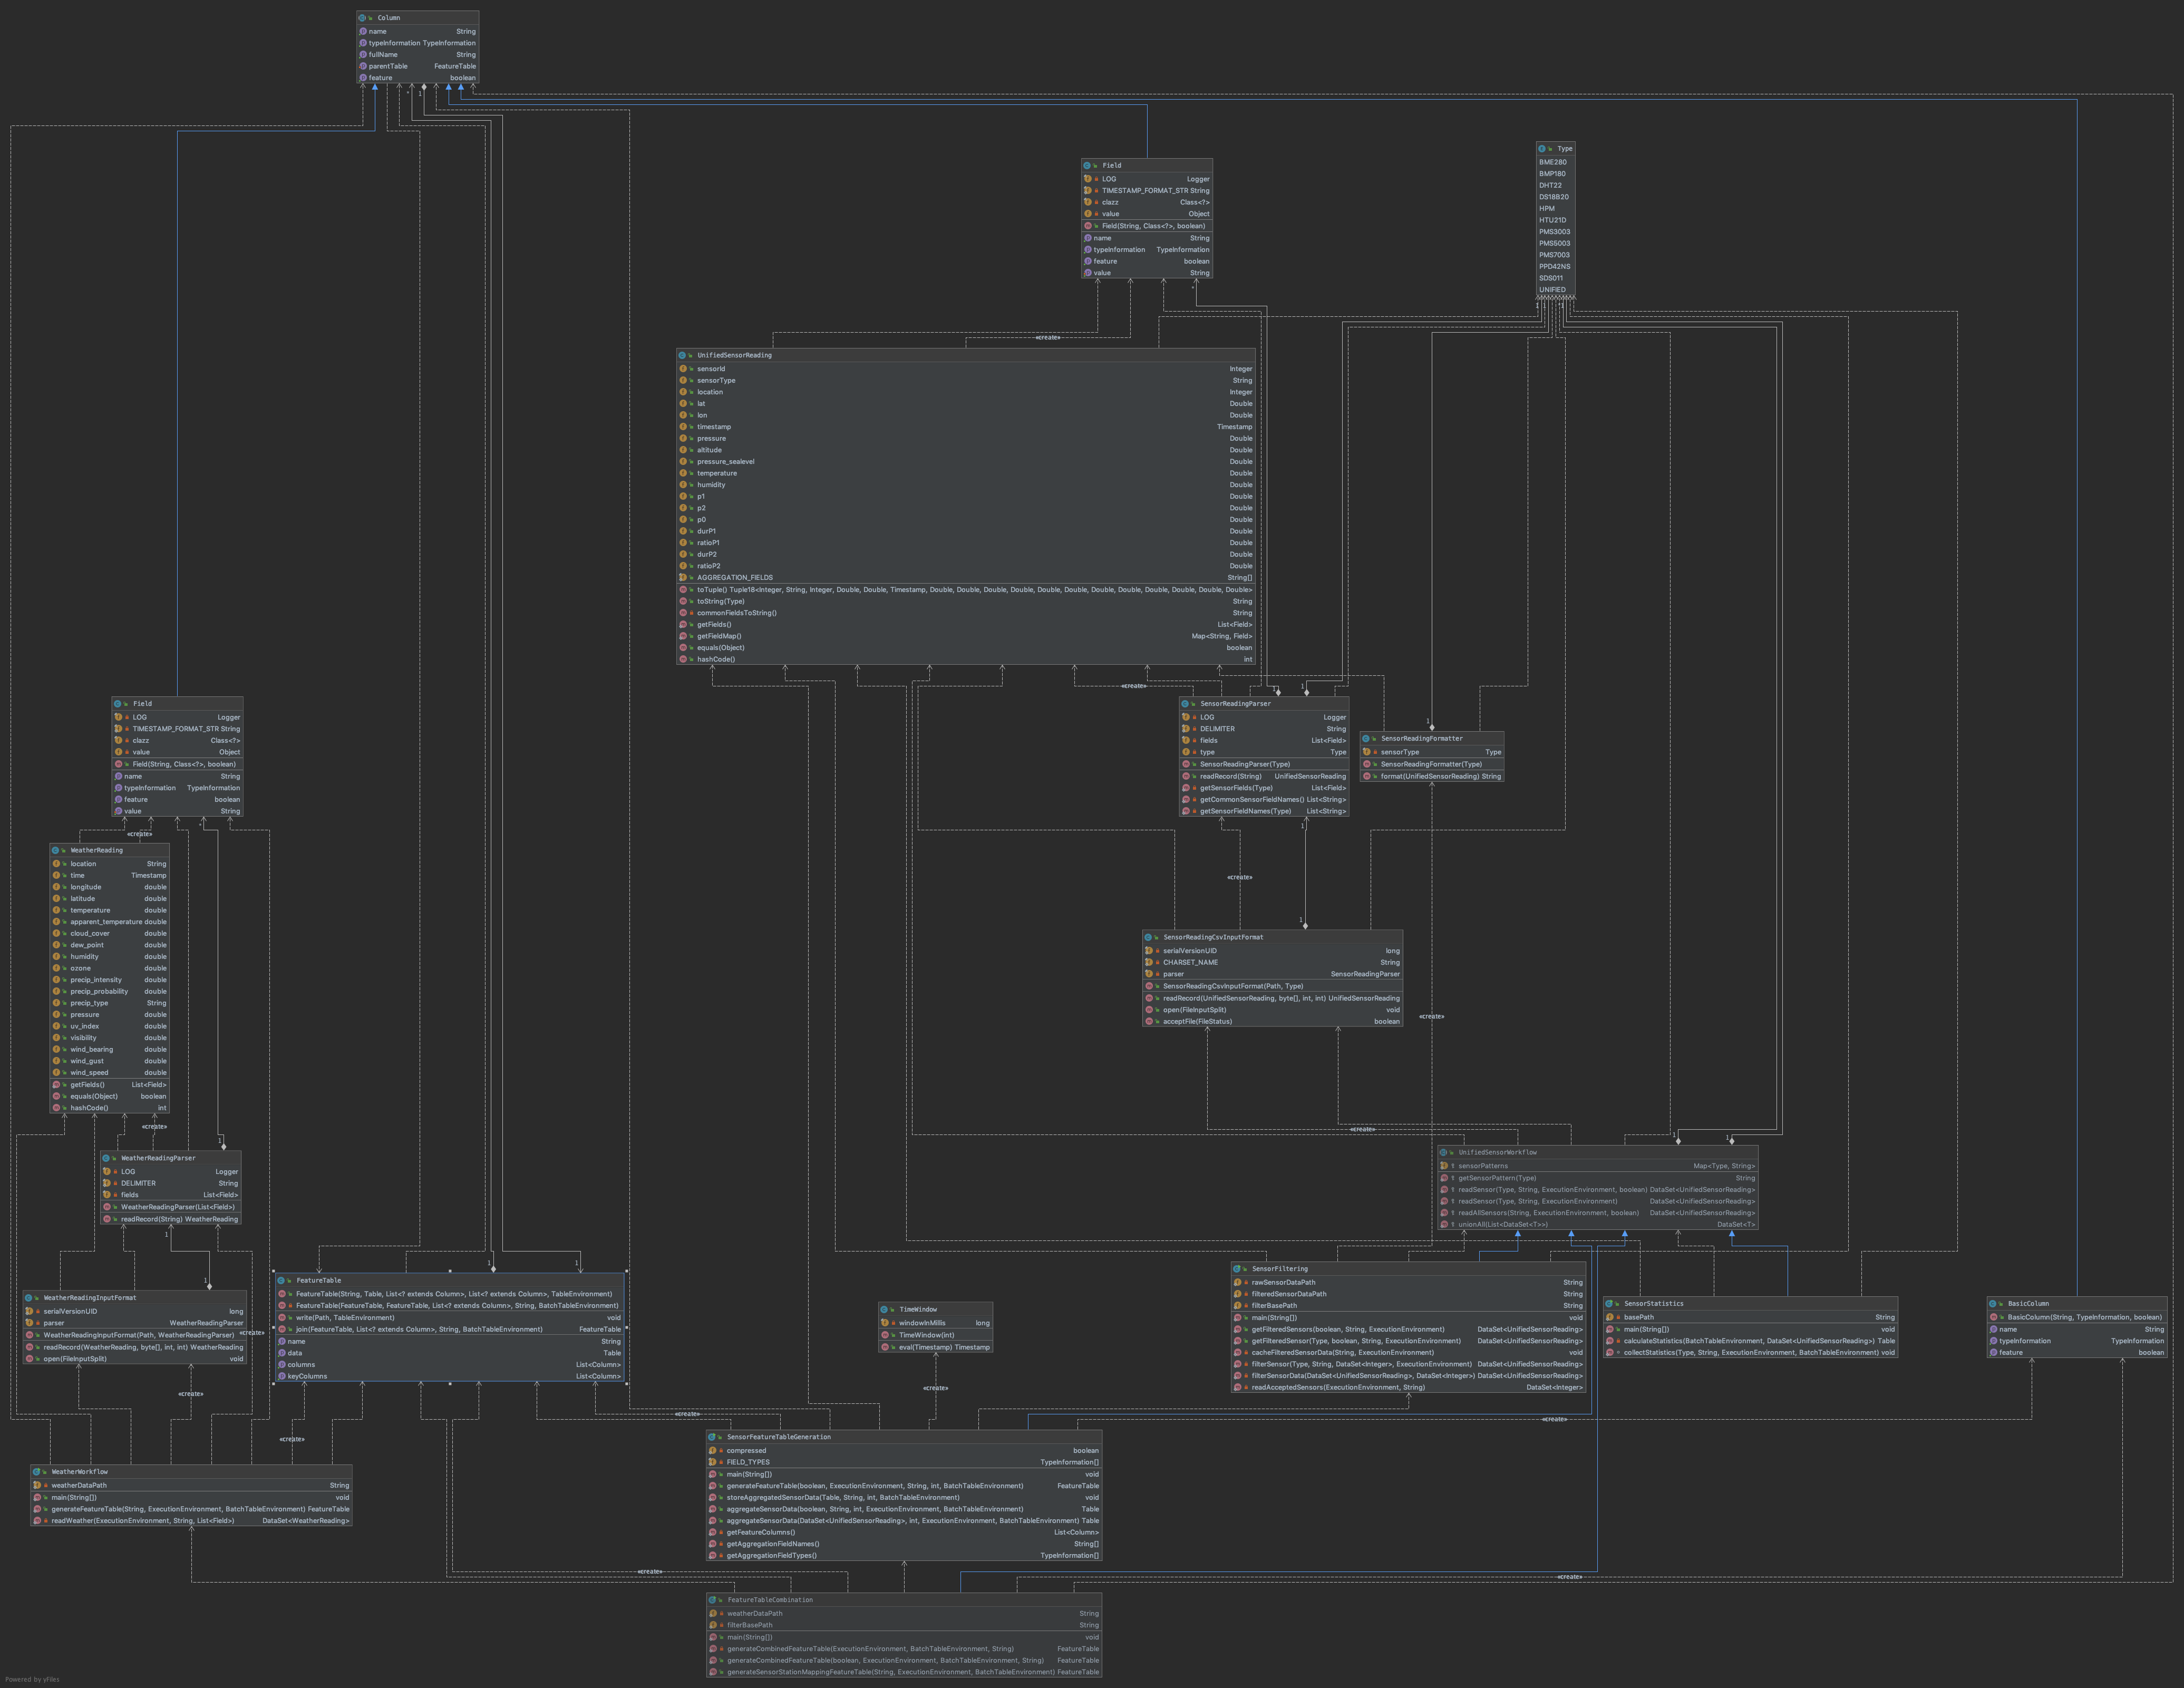 Column
name String
typeInformation TypeInformation
fullName String
parentTable FeatureTable
feature boolean
*
1
Type
BME280
BMP180
DHT22
DS18B20
HPM
HTU21D
PMS3003
PMS5003
PMS7003
PPD42NS
SDS011
UNIFIED
Field
LOG Logger
TIMESTAMP_FORMAT_STR String
clazz Class<?>
value Object
Field(String, Class<?>, boolean)
name String
typeInformation TypeInformation
feature boolean
value String
*
«create»
UnifiedSensorReading
sensorId Integer
sensorType String
location Integer
lat Double
lon Double
timestamp Timestamp
pressure Double
altitude Double
pressure_sealevel Double
temperature Double
humidity Double
p1 Double
p2 Double
p0 Double
durP1 Double
ratioP1 Double
durP2 Double
ratioP2 Double
AGGREGATION_FIELDS String[]
toTuple() Tuple18<Integer, String, Integer, Double, Double, Timestamp, Double, Double, Double, Double, Double, Double, Double, Double, Double, Double, Double, Double>
toString(Type) String
commonFieldsToString() String
getFields() List<Field>
getFieldMap() Map<String, Field>
equals(Object) boolean
hashCode() int
«create»
1
1
1
SensorReadingParser
LOG Logger
DELIMITER String
fields List<Field>
type Type
SensorReadingParser(Type)
readRecord(String) UnifiedSensorReading
getSensorFields(Type) List<Field>
getCommonSensorFieldNames() List<String>
getSensorFieldNames(Type) List<String>
1
SensorReadingFormatter
sensorType Type
SensorReadingFormatter(Type)
format(UnifiedSensorReading) String
Field
LOG Logger
TIMESTAMP_FORMAT_STR String
clazz Class<?>
value Object
Field(String, Class<?>, boolean)
name String
typeInformation TypeInformation
feature boolean
value String
*
«create»
WeatherReading
location String
time Timestamp
longitude double
latitude double
temperature double
apparent_temperature double
cloud_cover double
dew_point double
humidity double
ozone double
precip_intensity double
precip_probability double
precip_type String
pressure double
uv_index double
visibility double
wind_bearing double
wind_gust double
wind_speed double
getFields() List<Field>
equals(Object) boolean
hashCode() int
«create»
«create»
1
SensorReadingCsvInputFormat
serialVersionUID long
CHARSET_NAME String
parser SensorReadingParser
SensorReadingCsvInputFormat(Path, Type)
readRecord(UnifiedSensorReading, byte[], int, int) UnifiedSensorReading
open(FileInputSplit) void
acceptFile(FileStatus) boolean
«create»
«create»
1
1
UnifiedSensorWorkflow
sensorPatterns Map<Type, String>
getSensorPattern(Type) String
readSensor(Type, String, ExecutionEnvironment, boolean) DataSet<UnifiedSensorReading>
readSensor(Type, String, ExecutionEnvironment) DataSet<UnifiedSensorReading>
readAllSensors(String, ExecutionEnvironment, boolean) DataSet<UnifiedSensorReading>
unionAll(List<DataSet<T>>) DataSet<T>
1
WeatherReadingParser
LOG Logger
DELIMITER String
fields List<Field>
WeatherReadingParser(List<Field>)
readRecord(String) WeatherReading
1
1
WeatherReadingInputFormat
serialVersionUID long
parser WeatherReadingParser
WeatherReadingInputFormat(Path, WeatherReadingParser)
readRecord(WeatherReading, byte[], int, int) WeatherReading
open(FileInputSplit) void
«create»
«create»
1
1
FeatureTable
FeatureTable(String, Table, List<? extends Column>, List<? extends Column>, TableEnvironment)
FeatureTable(FeatureTable, FeatureTable, List<? extends Column>, String, BatchTableEnvironment)
write(Path, TableEnvironment) void
join(FeatureTable, List<? extends Column>, String, BatchTableEnvironment) FeatureTable
name String
data Table
columns List<Column>
keyColumns List<Column>
TimeWindow
windowInMillis long
TimeWindow(int)
eval(Timestamp) Timestamp
«create»
SensorFiltering
rawSensorDataPath String
filteredSensorDataPath String
filterBasePath String
main(String[]) void
getFilteredSensors(boolean, String, ExecutionEnvironment) DataSet<UnifiedSensorReading>
getFilteredSensor(Type, boolean, String, ExecutionEnvironment) DataSet<UnifiedSensorReading>
cacheFilteredSensorData(String, ExecutionEnvironment) void
filterSensor(Type, String, DataSet<Integer>, ExecutionEnvironment) DataSet<UnifiedSensorReading>
filterSensorData(DataSet<UnifiedSensorReading>, DataSet<Integer>) DataSet<UnifiedSensorReading>
readAcceptedSensors(ExecutionEnvironment, String) DataSet<Integer>
SensorStatistics
basePath String
main(String[]) void
calculateStatistics(BatchTableEnvironment, DataSet<UnifiedSensorReading>) Table
collectStatistics(Type, String, ExecutionEnvironment, BatchTableEnvironment) void
BasicColumn
BasicColumn(String, TypeInformation, boolean)
name String
typeInformation TypeInformation
feature boolean
«create»
«create»
«create»
SensorFeatureTableGeneration
compressed boolean
FIELD_TYPES TypeInformation[]
main(String[]) void
generateFeatureTable(boolean, ExecutionEnvironment, String, int, BatchTableEnvironment) FeatureTable
storeAggregatedSensorData(Table, String, int, BatchTableEnvironment) void
aggregateSensorData(boolean, String, int, ExecutionEnvironment, BatchTableEnvironment) Table
aggregateSensorData(DataSet<UnifiedSensorReading>, int, ExecutionEnvironment, BatchTableEnvironment) Table
getFeatureColumns() List<Column>
getAggregationFieldNames() String[]
getAggregationFieldTypes() TypeInformation[]
WeatherWorkflow
weatherDataPath String
main(String[]) void
generateFeatureTable(String, ExecutionEnvironment, BatchTableEnvironment) FeatureTable
readWeather(ExecutionEnvironment, String, List<Field>) DataSet<WeatherReading>
«create»
«create»
FeatureTableCombination
weatherDataPath String
filterBasePath String
main(String[]) void
generateCombinedFeatureTable(ExecutionEnvironment, BatchTableEnvironment, String) FeatureTable
generateCombinedFeatureTable(boolean, ExecutionEnvironment, BatchTableEnvironment, String) FeatureTable
generateSensorStationMappingFeatureTable(String, ExecutionEnvironment, BatchTableEnvironment) FeatureTable
Powered by yFiles